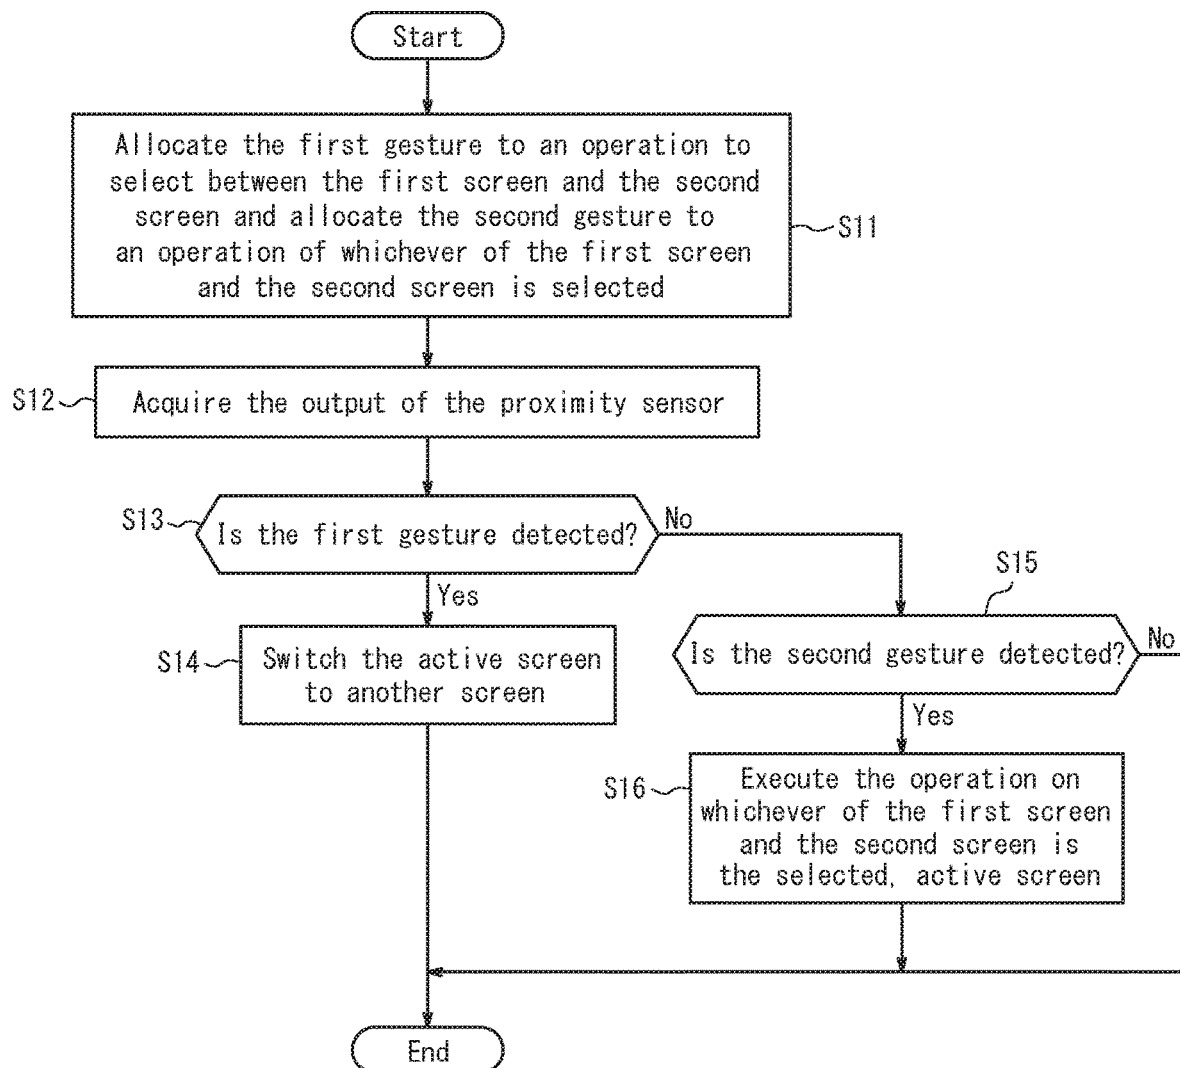 Start
Allocate the first gesture to an operation to
select between the first screen and the second
screen and allocate the second gesture to
an operation of whichever of the first screen
and the second screen is selected
S11
S12
Acquire the output of the proximity sensor
S13
Is the first gesture detected?
No
Yes
S14
Switch the active screen
to another screen
S15
Is the second gesture detected?
No
Yes
S16
Execute the operation on
whichever of the first screen
and the second screen is
the selected, active screen
End